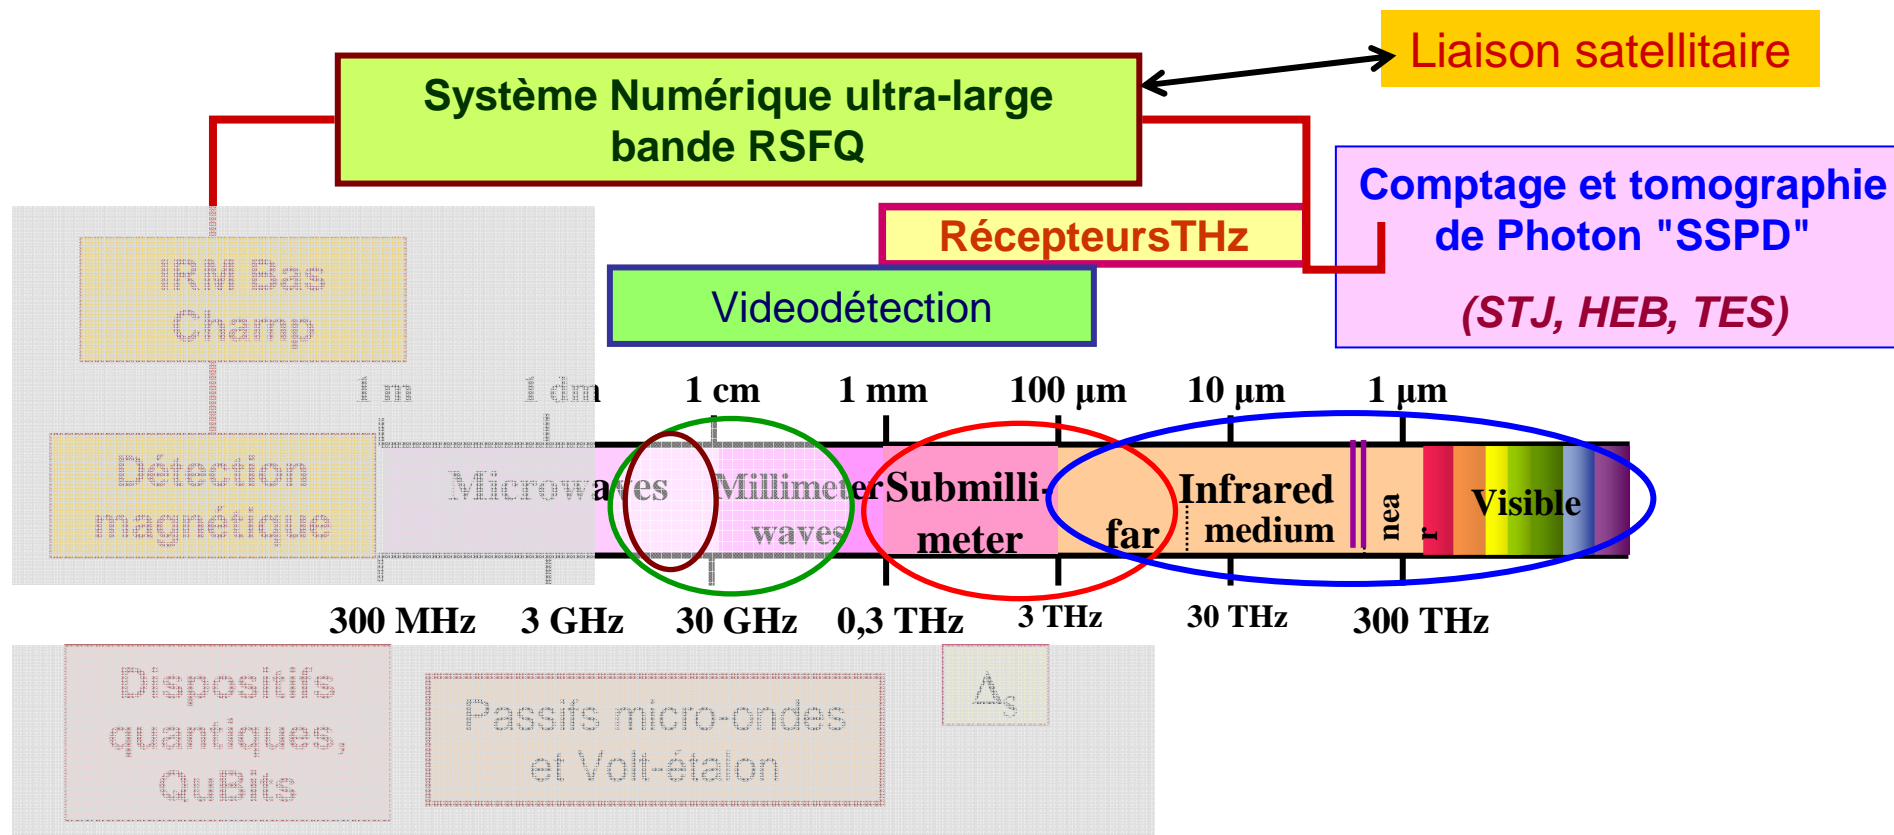 Liaison satellitaire
Système Numérique ultra-large
bande RSFQ
Comptage et tomographie
de Photon "SSPD"
(STJ, HEB, TES)
RécepteursTHz
Videodétection
IRM Bas
Champ
1 m 1 dm 1 cm 1 mm 100 µm 10 µm 1 µm
Détection
magnétique
Microwaves
Millimeter
waves
Submilli-
meter
far
Infrared
medium
nea
r
Visible
300 MHz 3 GHz 30 GHz 0,3 THz 3 THz 30 THz 300 THz
Dispositifs
quantiques,
QuBits
Passifs micro-ondes
et Volt-étalon
Δs